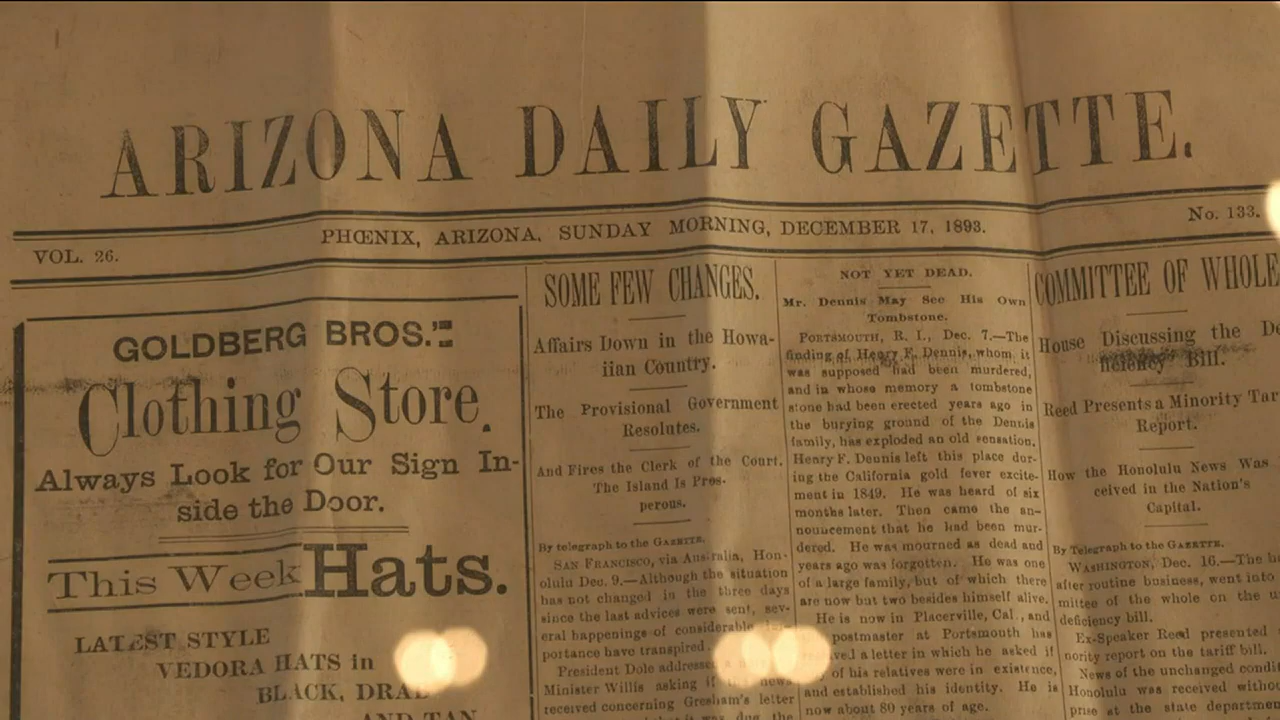 ARIZONA DAILY GAZETTE.
VOL. 26.
PHŒNIX, ARIZONA, SUNDAY MORNING, DECEMBER 17, 1893.
No. 133.
GOLDBERG BROS.'
Clothing Store.
Always Look for Our Sign In-
side the Door.
This Week Hats.
LATEST STYLE
VEDORA HATS in
BLACK,
AND TAN
SOME FEW CHANGES.
Affairs Down in the Howa-
iian Country.
The Provisional Government
Resolutes.
And Fires the Clerk of the Court.
The Island Is Pros-
perous.
By telegraph to the GAZETTE.
SAN FRANCISCO, via Australia, Hon-
olulu Dec. 9.—Although the situation
has not changed in the three days
since the last advices were sent, sev-
eral happenings of considerable im-
portance have transpired.
President Dole addressed a
Minister Willis asking if the news
received concerning Gresham's letter
NOT YET DEAD.
Mr. Dennis May See His Own
Tombstone.
PORTSMOUTH, R. I., Dec. 7.—The
finding of Henry F. Dennis, whom it
was supposed had been murdered,
and in whose memory a tombstone
stone had been erected years ago in
the burying ground of the Dennis
family, has exploded an old sensation.
Henry F. Dennis left this place dur-
ing the California gold fever excite-
ment in 1849. He was heard of six
months later. Then came the an-
nouncement that he had been mur-
dered. He was mourned as dead and
years ago was forgotten. He was one
of a large family, but of which there
are now but two besides himself alive.
He is now in Placerville, Cal., and
postmaster at Portsmouth has
a letter in which he asked if
of his relatives were in existence,
and established his identity. He is
now about 80 years of age.
COMMITTEE OF WHOLE
House Discussing the De
ficiency Bill.
Reed Presents a Minority Tar
Report.
How the Honolulu News Was
ceived in the Nation's
Capital.
By Telegraph to the GAZETTE.
WASHINGTON, Dec. 16.—The h
after routine business, went into
mittee of the whole on the u
deficiency bill.
Ex-Speaker Reed presented
nority report on the tariff bill.
News of the unchanged condi
Honolulu was received witho
prise at the state departmen